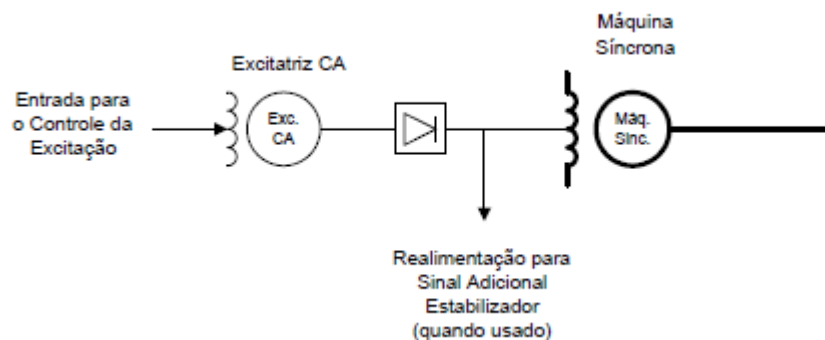 Máquina
Síncrona
Excitatriz CA
Entrada para
o Controle da
Excitação
Exc.
CA
Máq.
Sinc.
Realimentação para
Sinal Adicional
Estabilizador
(quando usado)